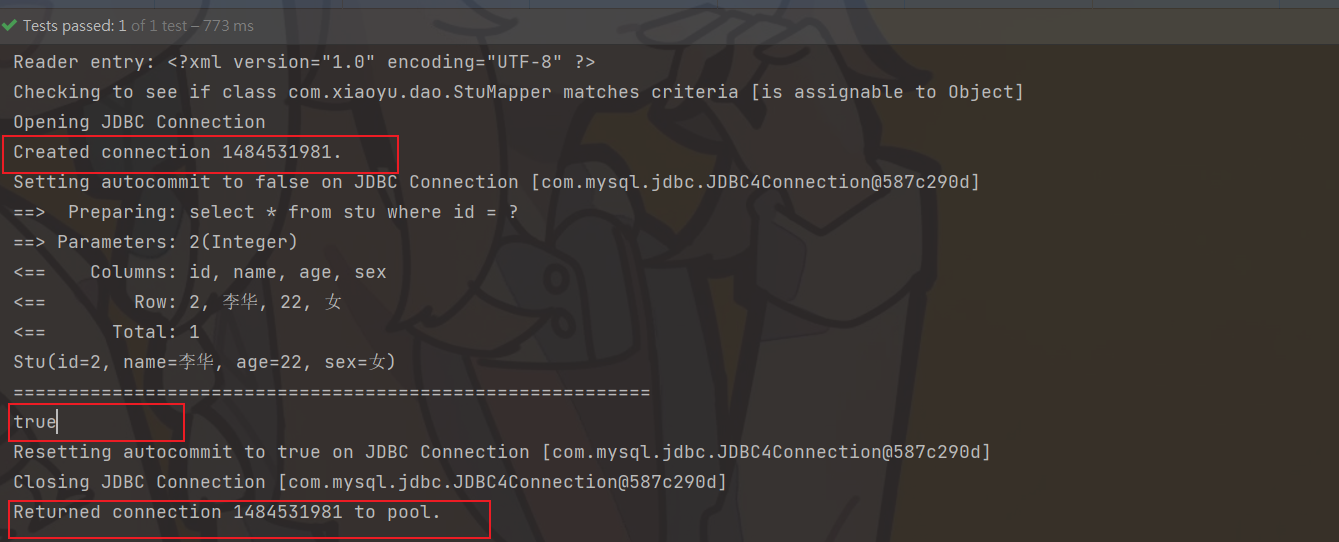 Tests passed: 1 of 1 test – 773 ms
Reader entry: <?xml version="1.0" encoding="UTF-8" ?>
Checking to see if class com.xiaoyu.dao.StuMapper matches criteria [is assignable to Object]
Opening JDBC Connection
Created connection 1484531981.
Setting autocommit to false on JDBC Connection [com.mysql.jdbc.JDBC4Connection@587c290d]
==>  Preparing: select * from stu where id = ?
==> Parameters: 2(Integer)
<==    Columns: id, name, age, sex
<==        Row: 2, 李华, 22, 女
<==      Total: 1
Stu(id=2, name=李华, age=22, sex=女)
==========================================================
true
Resetting autocommit to true on JDBC Connection [com.mysql.jdbc.JDBC4Connection@587c290d]
Closing JDBC Connection [com.mysql.jdbc.JDBC4Connection@587c290d]
Returned connection 1484531981 to pool.